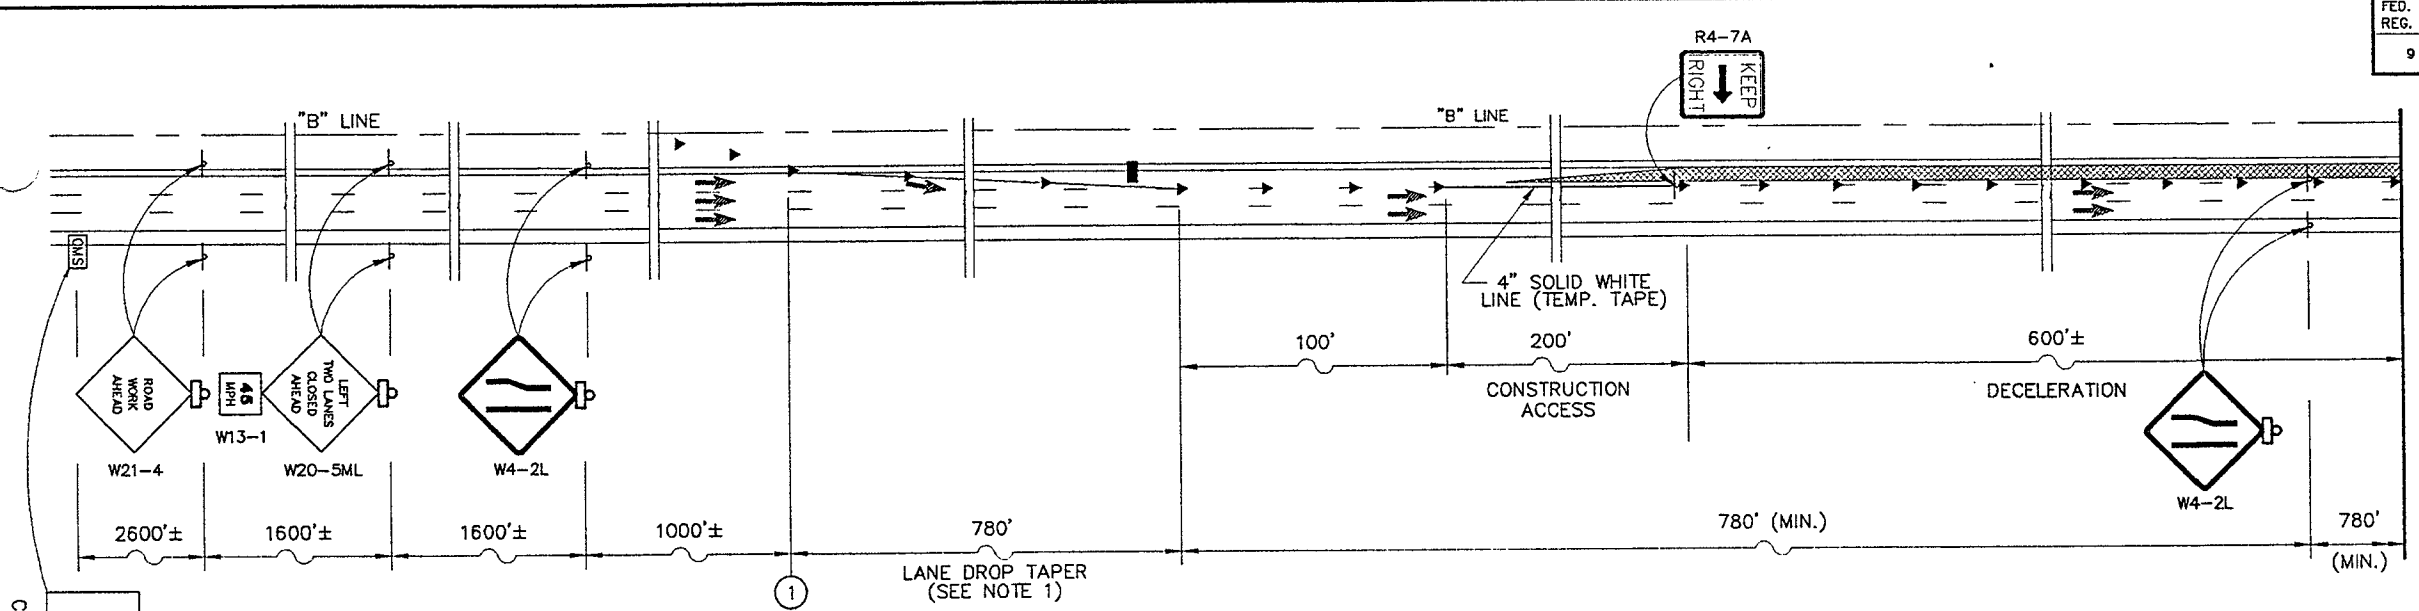 FED.
REG.
9
R4-7A
KEEP
RIGHT
"B" LINE
"B" LINE
CMS
4" SOLID WHITE
LINE (TEMP. TAPE)
100'
200'
600'±
CONSTRUCTION
ACCESS
DECELERATION
ROAD
WORK
AHEAD
45
MPH
LEFT
TWO LANES
CLOSED
AHEAD
W13-1
W21-4
W20-5ML
W4-2L
W4-2L
2600'±
1600'±
1600'±
1000'±
780'
780' (MIN.)
780'
(MIN.)
LANE DROP TAPER
(SEE NOTE 1)
1
C